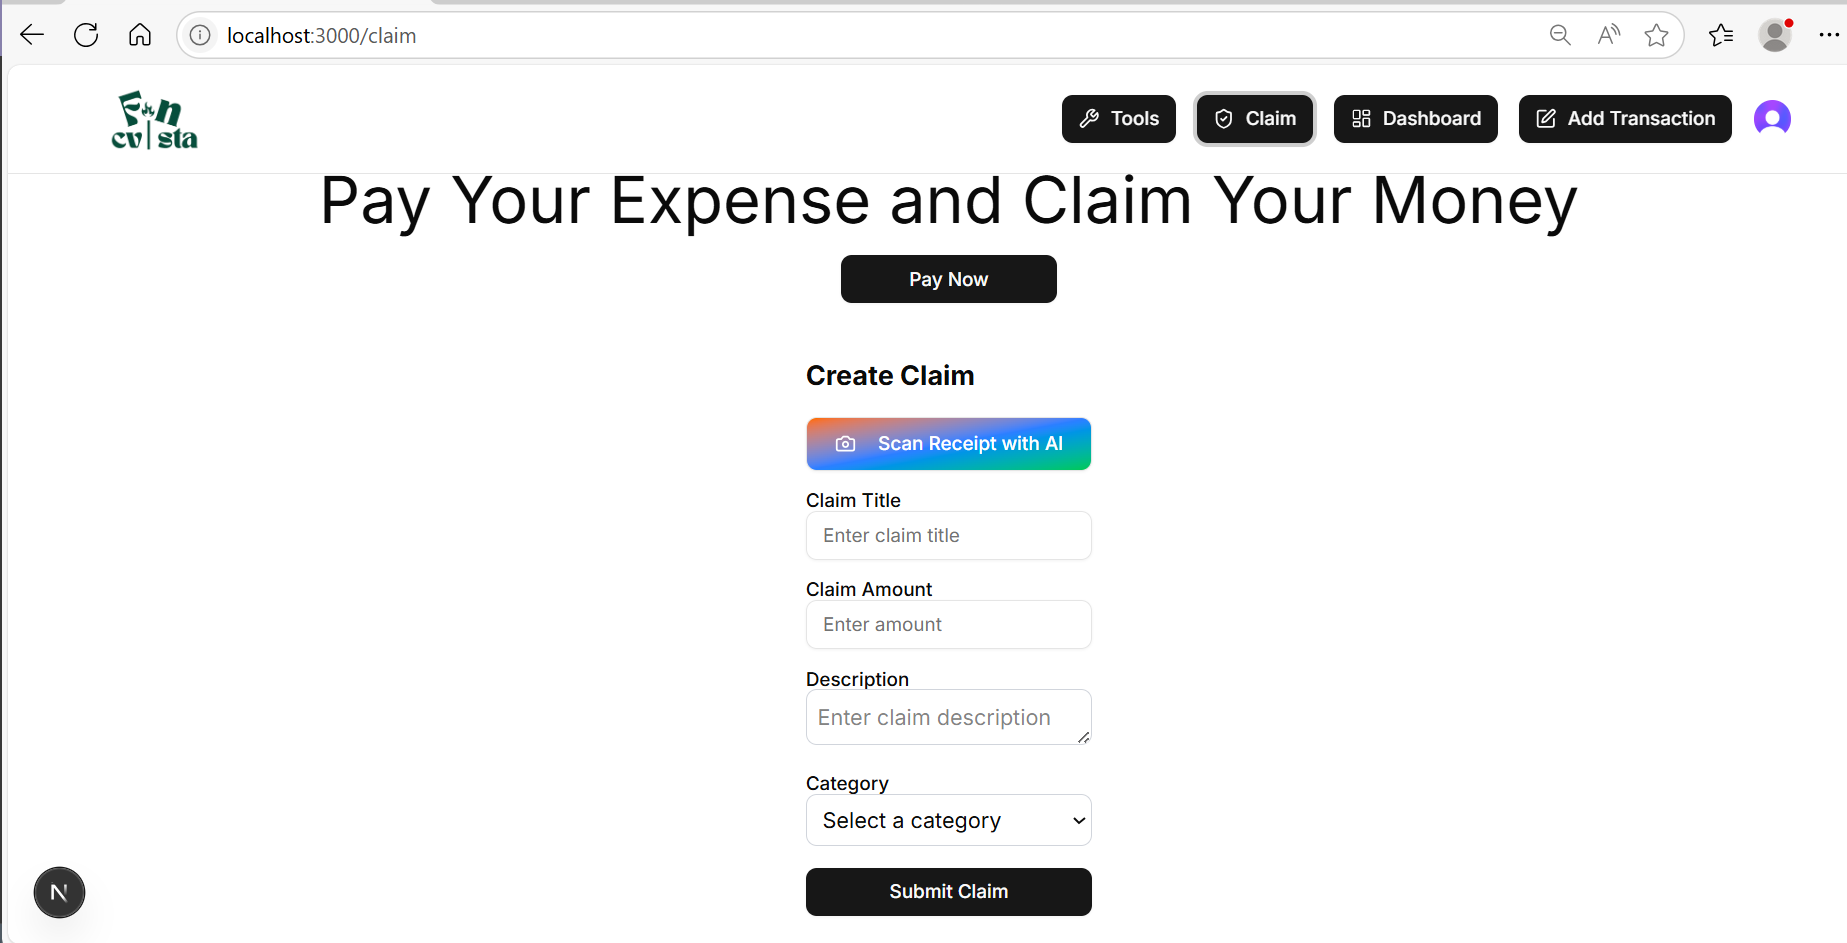 localhost:3000/claim
Fin
cv|sta
Tools
Claim
Dashboard
Add Transaction
Pay Your Expense and Claim Your Money
Pay Now
Create Claim
Scan Receipt with AI
Claim Title
Enter claim title
Claim Amount
Enter amount
Description
Enter claim description
Category
Select a category
Submit Claim
N